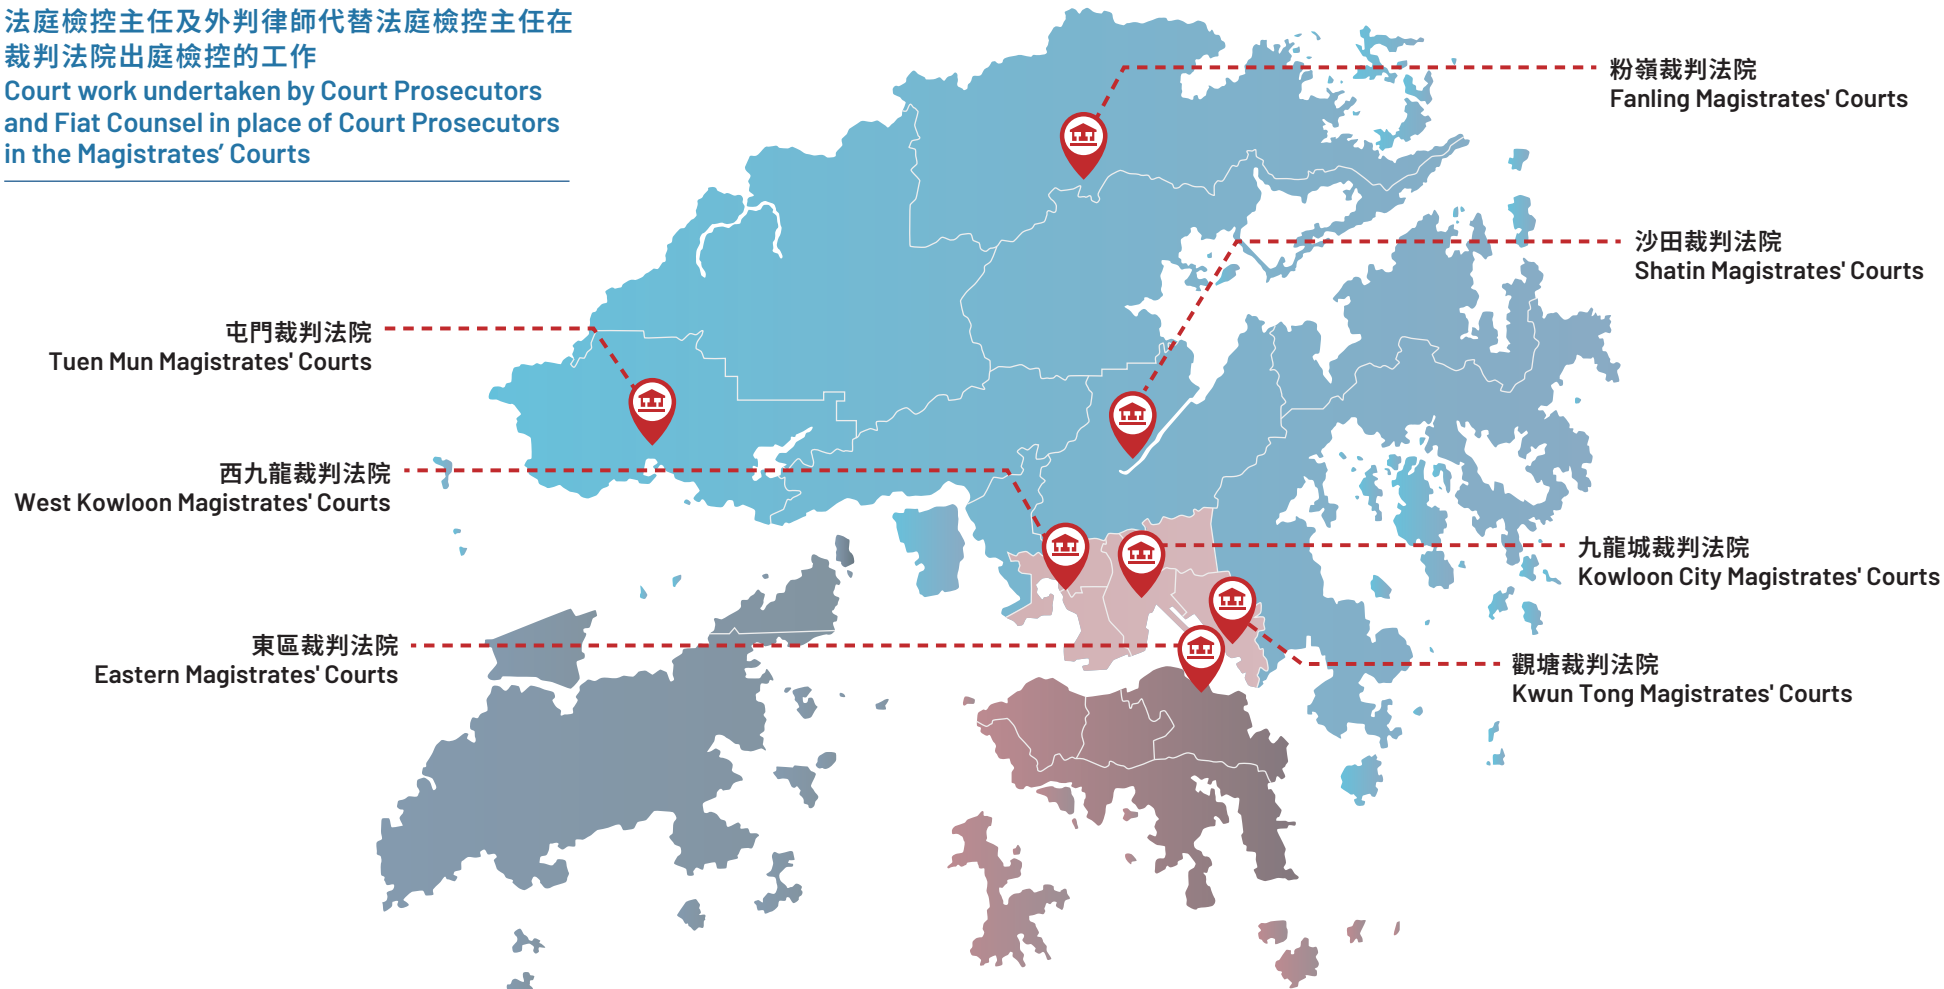 法庭檢控主任及外判律師代替法庭檢控主任在
裁判法院出庭檢控的工作
Court work undertaken by Court Prosecutors
and Fiat Counsel in place of Court Prosecutors
in the Magistrates’ Courts
粉嶺裁判法院
Fanling Magistrates' Courts
沙田裁判法院
Shatin Magistrates' Courts
屯門裁判法院
Tuen Mun Magistrates' Courts
西九龍裁判法院
West Kowloon Magistrates' Courts
九龍城裁判法院
Kowloon City Magistrates' Courts
東區裁判法院
Eastern Magistrates' Courts
觀塘裁判法院
Kwun Tong Magistrates' Courts